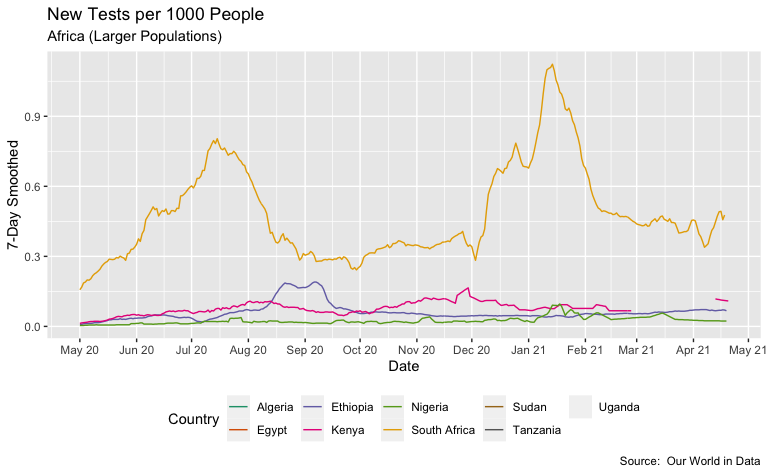 New Tests per 1000 People
Africa (Larger Populations)
7-Day Smoothed
0.9
0.6
0.3
0.0
May 20 Jun 20 Jul 20 Aug 20 Sep 20 Oct 20 Nov 20 Dec 20 Jan 21 Feb 21 Mar 21 Apr 21 May 21
Date
Country
Algeria Ethiopia Nigeria Sudan Uganda
Egypt Kenya South Africa Tanzania
Source: Our World in Data